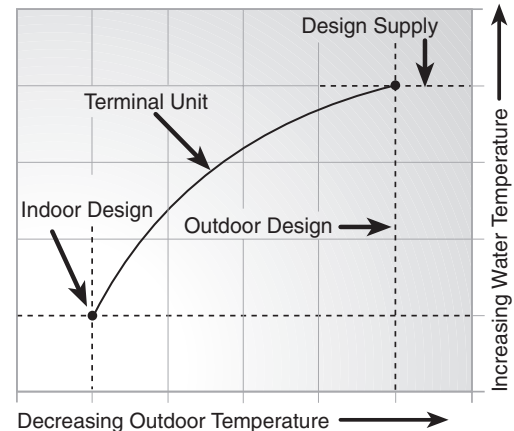 Design Supply
Terminal Unit
Indoor Design
Outdoor Design
Increasing Water Temperature
Decreasing Outdoor Temperature